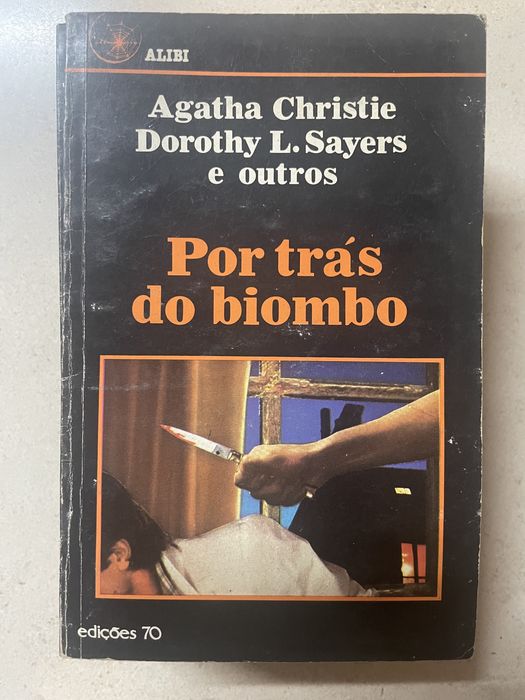 ALIBI
Agatha Christie
Dorothy L. Sayers
e outros
Por trás
do biombo
edições 70